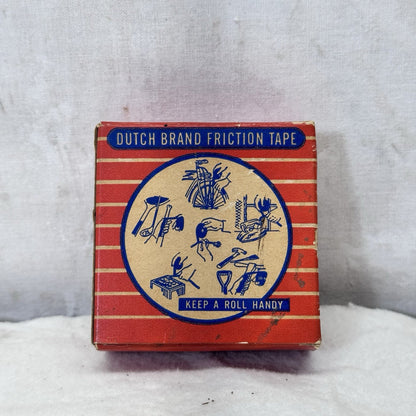 DUTCH BRAND FRICTION TAPE
KEEP A ROLL HANDY